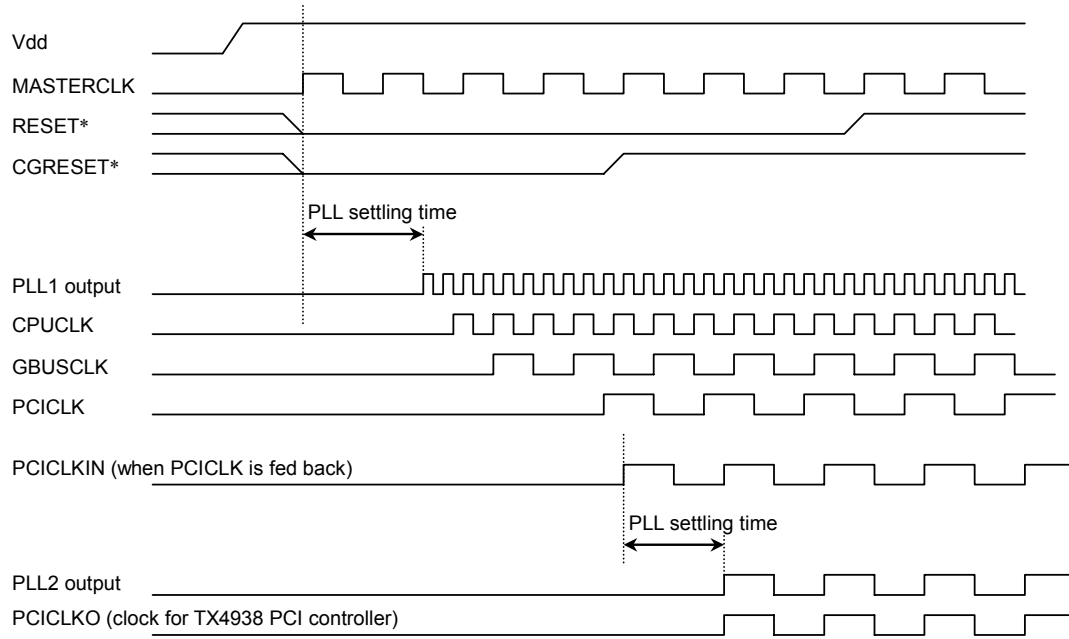 Vdd
MASTERCLK
RESET*
CGRESET*
PLL settling time
PLL1 output
CPUCLK
GBUSCLK
PCICLK
PCICLKIN (when PCICLK is fed back)
PLL settling time
PLL2 output
PCICLKO (clock for TX4938 PCI controller)